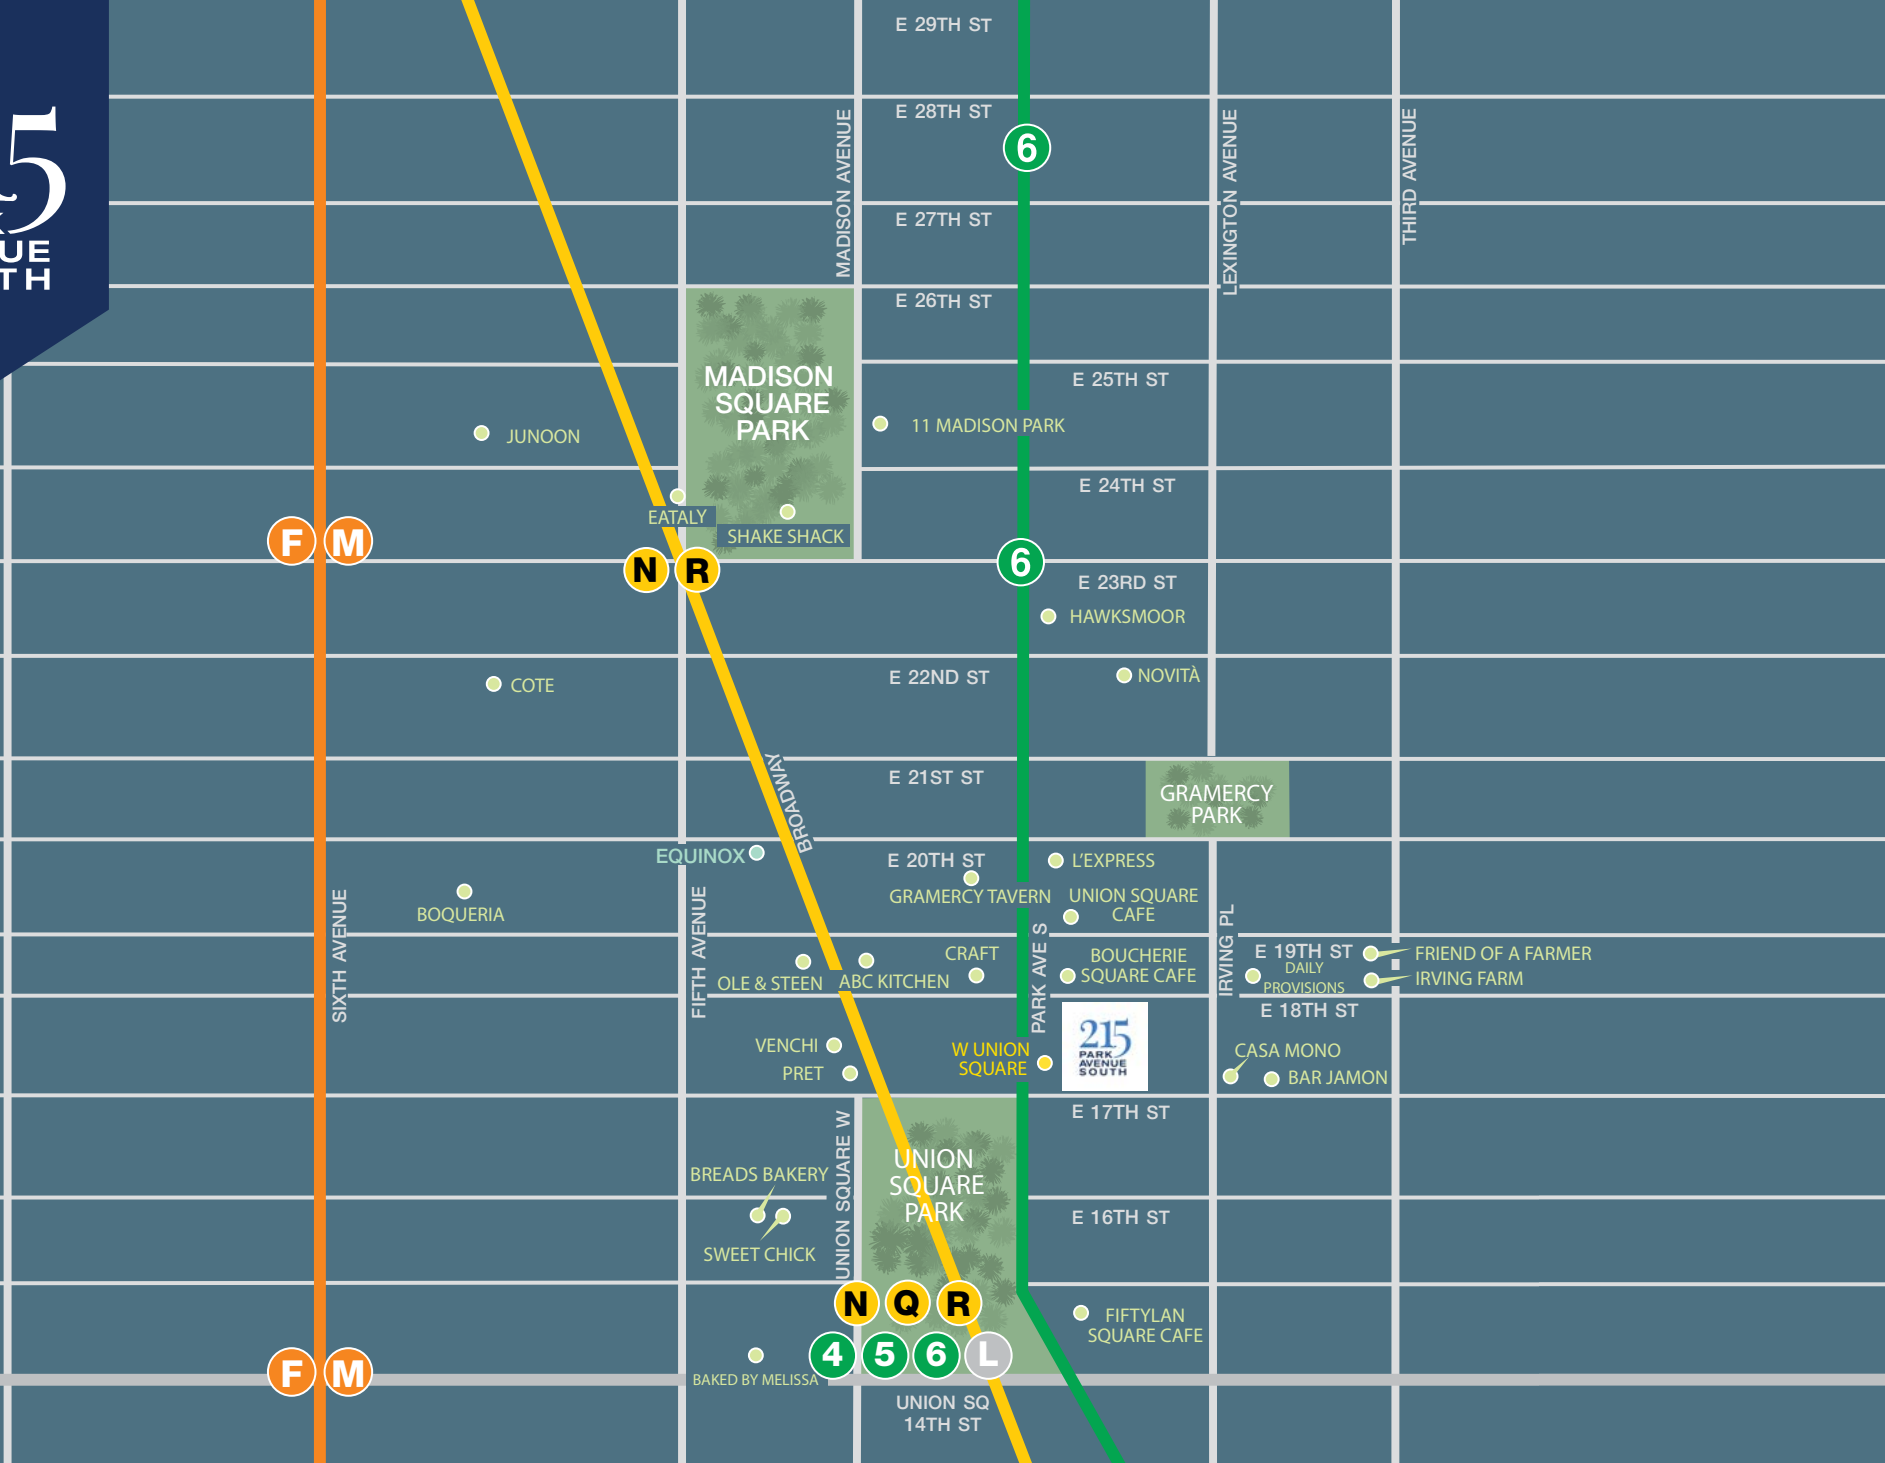 5
UE
TH
E 29TH ST
E 28TH ST
MADISON AVENUE
6
LEXINGTON AVENUE
THIRD AVENUE
E 27TH ST
E 26TH ST
MADISON
SQUARE
PARK
E 25TH ST
JUNOON
11 MADISON PARK
E 24TH ST
EATALY
SHAKE SHACK
F M
N R
6
E 23RD ST
HAWKSMOOR
COTE
E 22ND ST
NOVITÀ
BROADWAY
E 21ST ST
GRAMERCY
PARK
EQUINOX
E 20TH ST
L'EXPRESS
GRAMERCY TAVERN
UNION SQUARE
CAFE
BOQUERIA
SIXTH AVENUE
FIFTH AVENUE
PARK AVE S
IRVING PL
OLE & STEEN
ABC KITCHEN
CRAFT
BOUCHERIE
SQUARE CAFE
E 19TH ST
DAILY
PROVISIONS
FRIEND OF A FARMER
IRVING FARM
E 18TH ST
VENCHI
PRET
W UNION
SQUARE
215
PARK
AVENUE
SOUTH
CASA MONO
BAR JAMON
E 17TH ST
UNION SQUARE W
UNION
SQUARE
PARK
BREADS BAKERY
SWEET CHICK
E 16TH ST
N Q R
4 5 6 L
FIFTYLAN
SQUARE CAFE
F M
BAKED BY MELISSA
UNION SQ
14TH ST